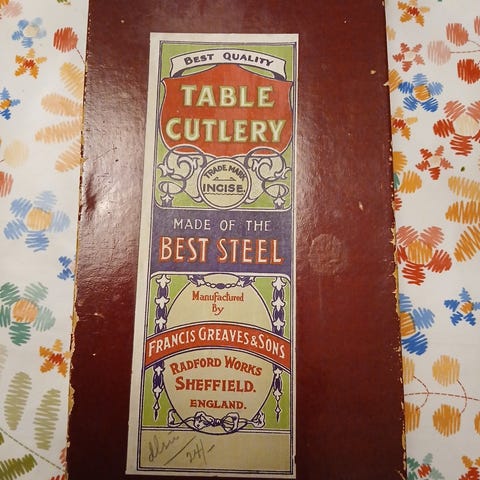 BEST QUALITY
TABLE
CUTLERY
TRADE MARK
INCISE
MADE OF THE
BEST STEEL
Manufactured
By
FRANCIS GREAVES & SONS
RADFORD WORKS
SHEFFIELD.
ENGLAND.
24/-